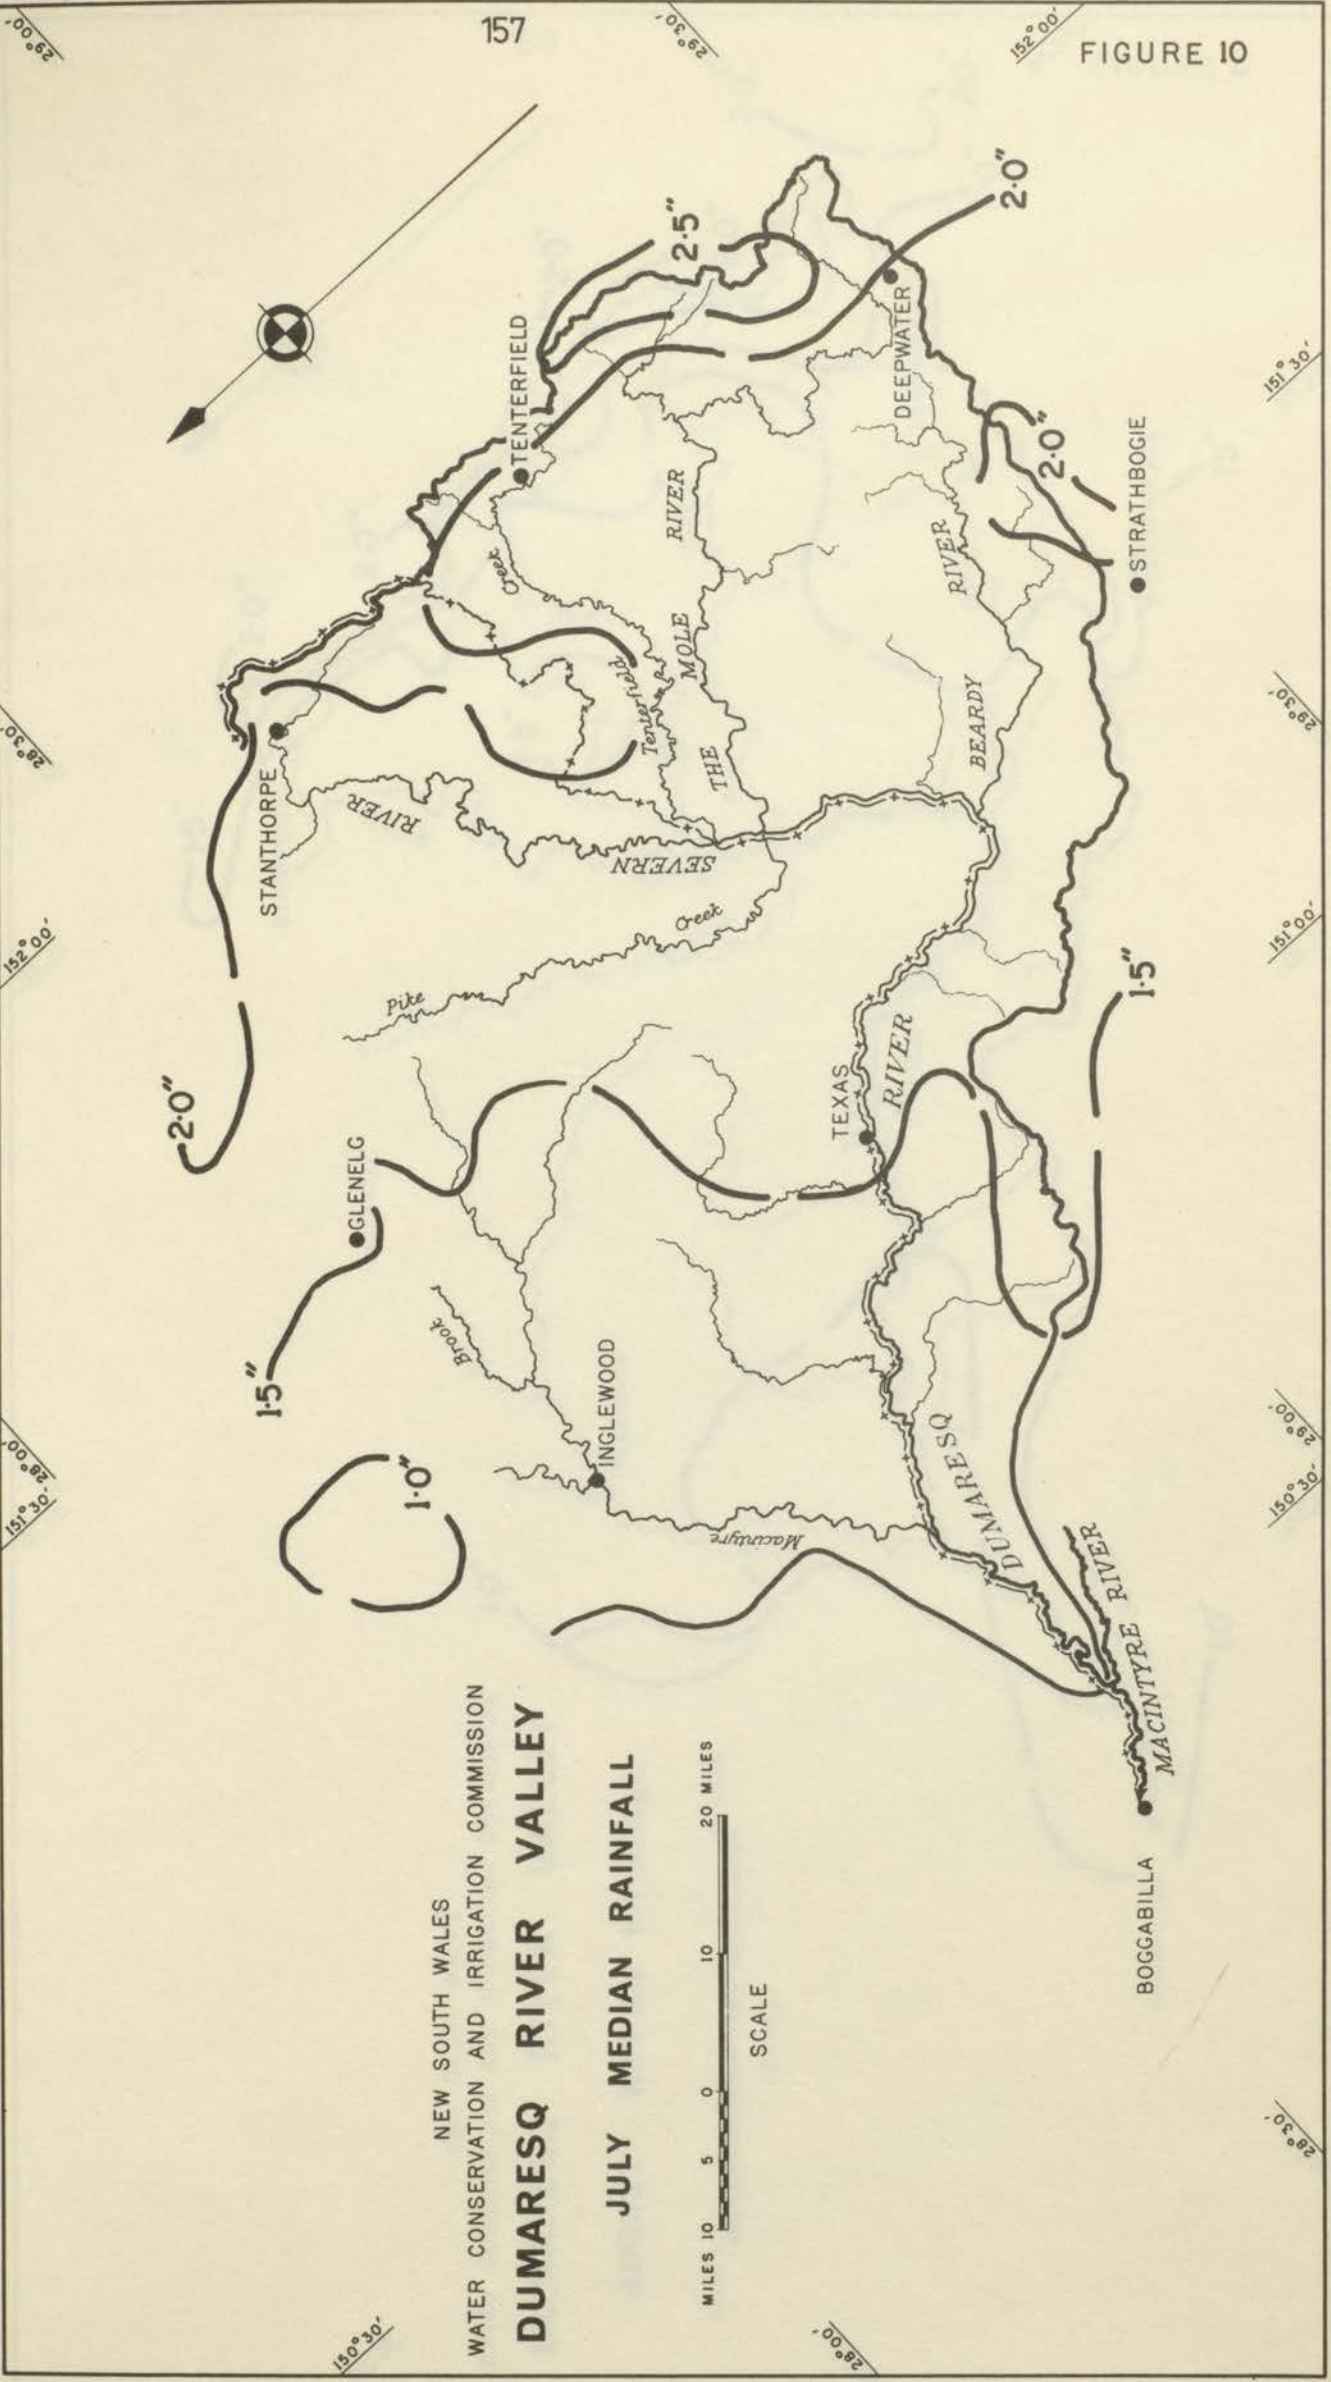 157
FIGURE 10
NEW SOUTH WALES
WATER CONSERVATION AND IRRIGATION COMMISSION
DUMARESQ RIVER VALLEY
JULY MEDIAN RAINFALL
MILES 10 5 0 10 20 MILES
SCALE
150°30′
151°30′
28°00′
152°00′
28°30′
29°00′
29°30′
152°00′
151°30′
29°30′
151°00′
29°00′
150°30′
28°30′
28°00′
1·0″
1·5″
2·0″
2·5″
2·0″
2·0″
1·5″
GLENELG
STANTHORPE
TENTERFIELD
DEEPWATER
STRATHBOGIE
TEXAS
INGLEWOOD
BOGGABILLA
Macintyre
Brook
Pike
Creek
SEVERN
RIVER
Tenterfield
Creek
THE
MOLE
RIVER
BEARDY
RIVER
DUMARESQ
RIVER
MACINTYRE RIVER